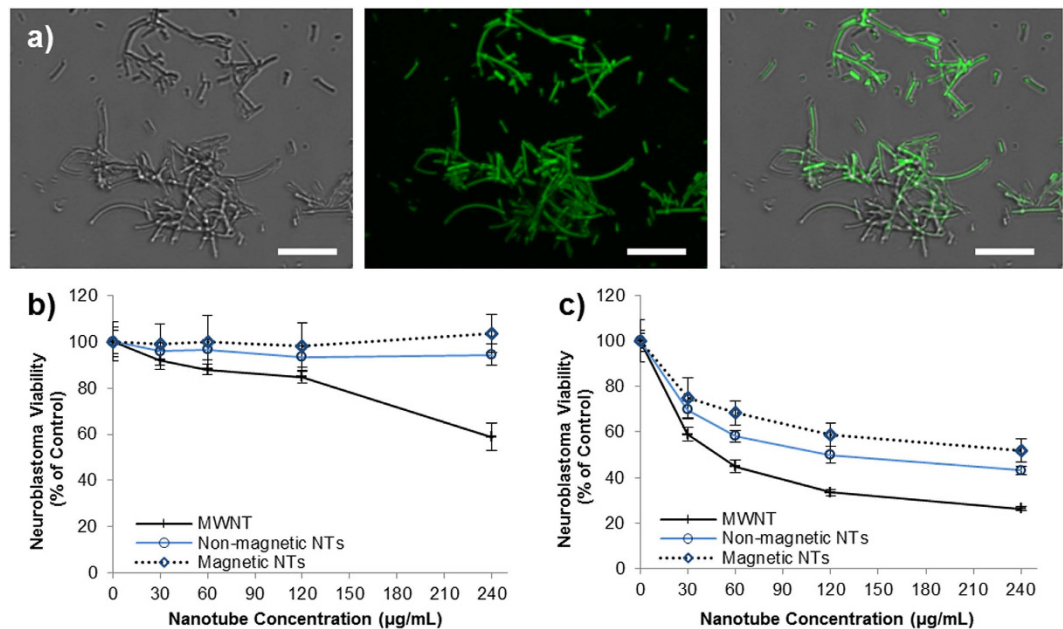 a)
b)
Neuroblastoma Viability
(% of Control)
120
100
80
60
40
20
0
MWNT
Non-magnetic NTs
Magnetic NTs
0 30 60 90 120 150 180 210 240
Nanotube Concentration (µg/mL)
c)
Neuroblastoma Viability
(% of Control)
120
100
80
60
40
20
0
MWNT
Non-magnetic NTs
Magnetic NTs
0 30 60 90 120 150 180 210 240
Nanotube Concentration (µg/mL)